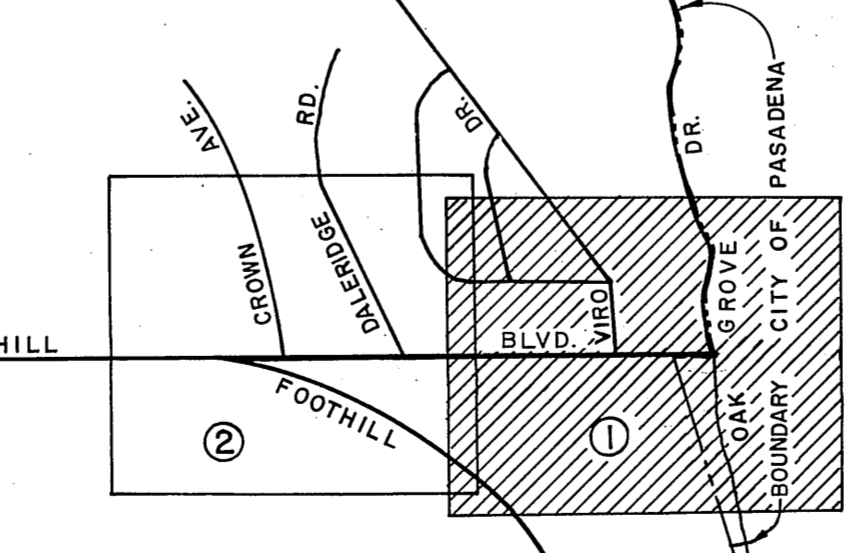 AVE.
RD.
DR.
DR.
CITY OF PASADENA
CROWN
DALERIDGE
VIRO
GROVE
HILL
BLVD.
FOOTHILL
OAK
BOUNDARY
②
①